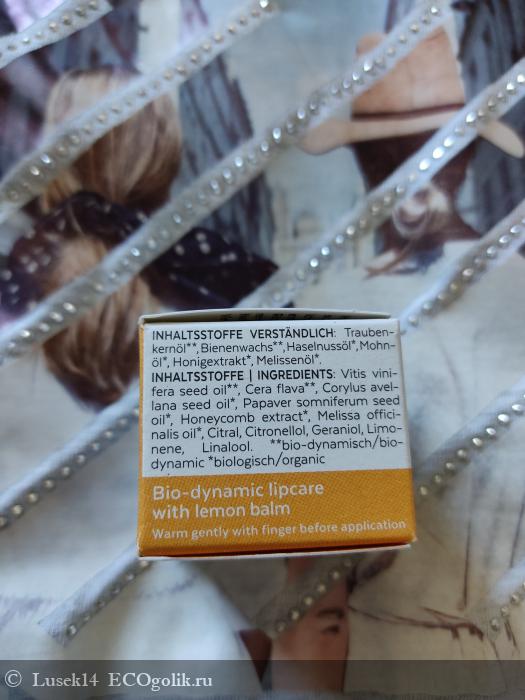 INHALTSSTOFFE VERSTÄNDLICH: Trauben-
kernöl**, Bienenwachs**, Haselnussöl*, Mohn-
öl*, Honigextrakt*, Melissenöl*.
INHALTSSTOFFE | INGREDIENTS: Vitis vini-
fera seed oil**, Cera flava**, Corylus avel-
lana seed oil*, Papaver somniferum seed
oil*, Honeycomb extract*, Melissa offici-
nalis oil*, Citral, Citronellol, Geraniol, Limo-
nene, Linalool. **bio-dynamisch/bio-
dynamic *biologisch/organic
Bio-dynamic lipcare
with lemon balm
Warm gently with finger before application
© Lusek14 ECOgolik.ru